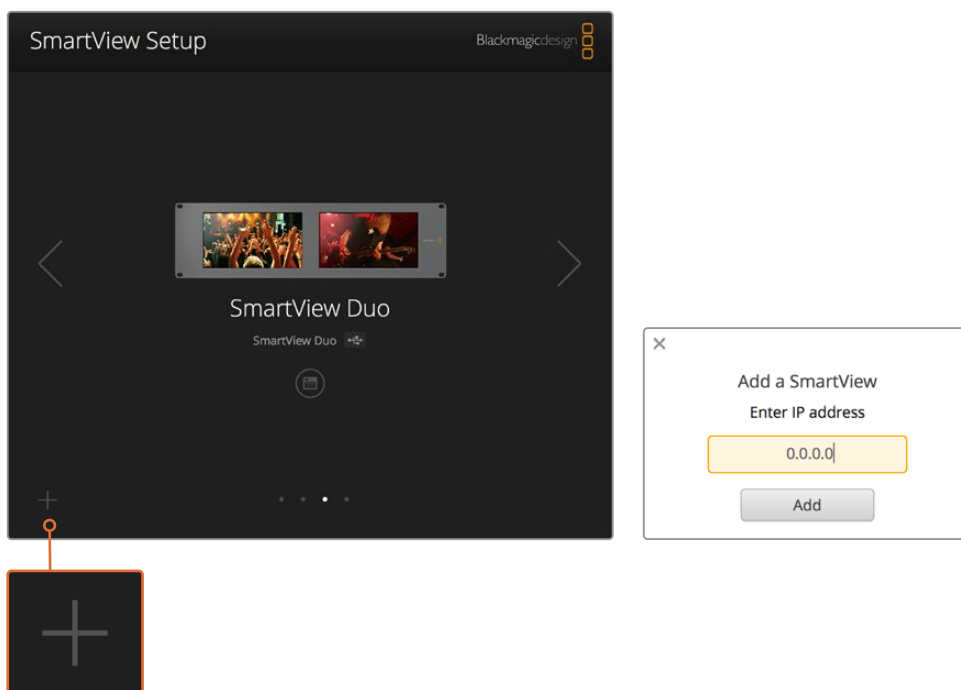 SmartView Setup
Blackmagicdesign
SmartView Duo
SmartView Duo
Add a SmartView
Enter IP address
0.0.0.0
Add